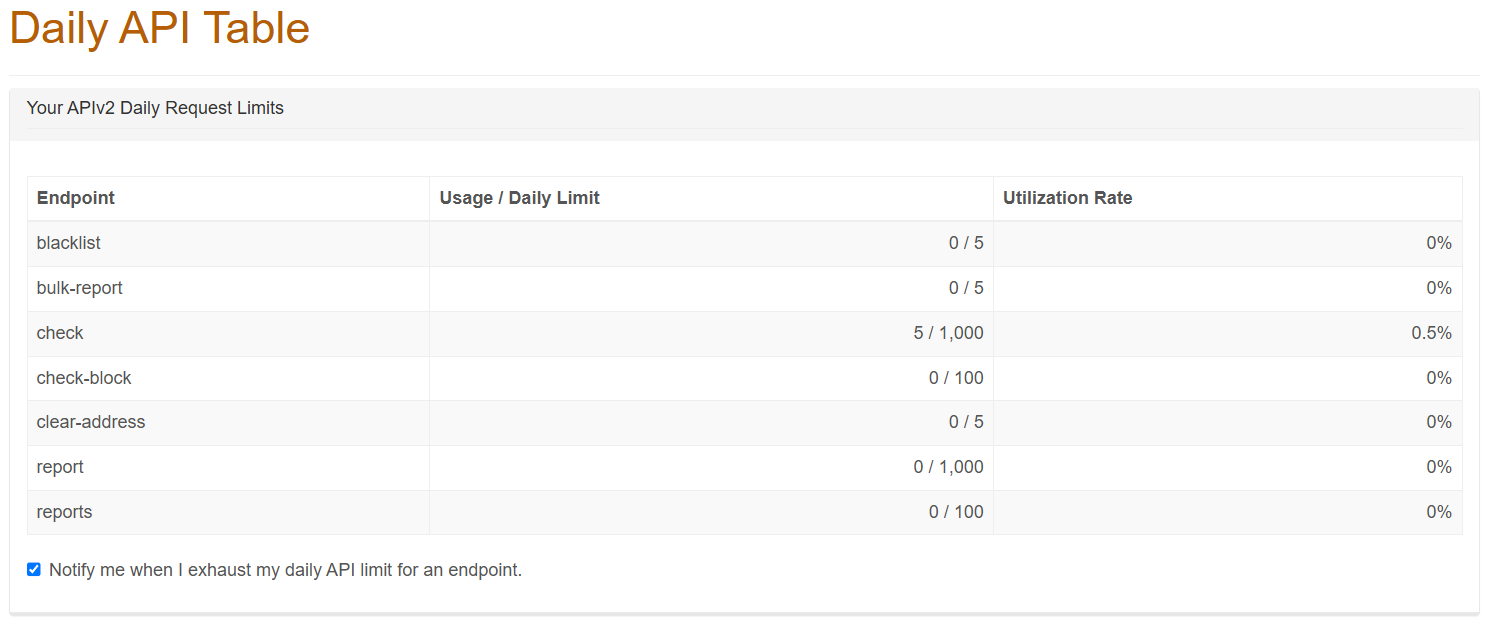 Daily API Table
Your APIv2 Daily Request Limits
Endpoint Usage / Daily Limit Utilization Rate
blacklist 0 / 5 0%
bulk-report 0 / 5 0%
check 5 / 1,000 0.5%
check-block 0 / 100 0%
clear-address 0 / 5 0%
report 0 / 1,000 0%
reports 0 / 100 0%
Notify me when I exhaust my daily API limit for an endpoint.